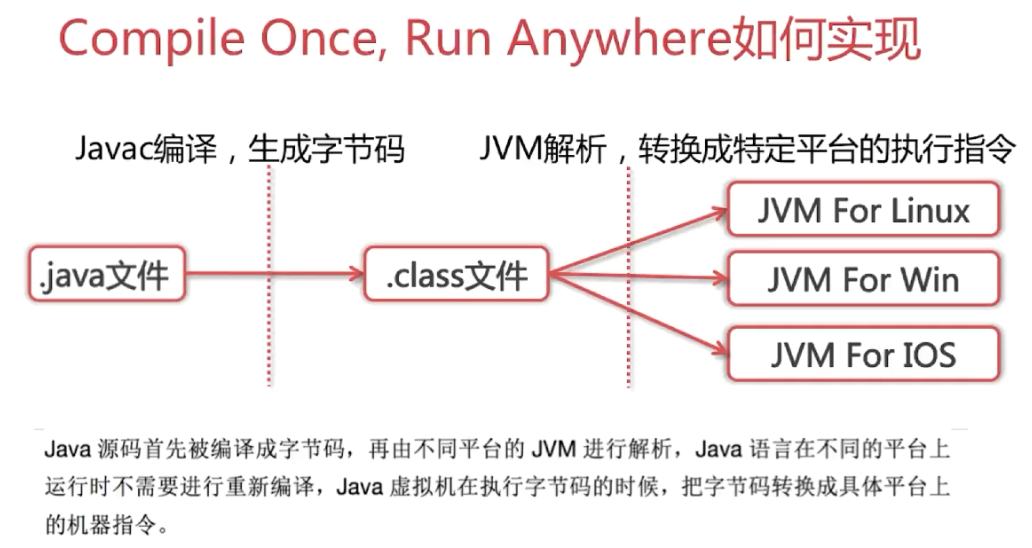 Compile Once, Run Anywhere如何实现
Javac编译，生成字节码
JVM解析，转换成特定平台的执行指令
.java文件
.class文件
JVM For Linux
JVM For Win
JVM For IOS
Java 源码首先被编译成字节码，再由不同平台的 JVM 进行解析，Java 语言在不同的平台上
运行时不需要进行重新编译，Java 虚拟机在执行字节码的时候，把字节码转换成具体平台上
的机器指令。